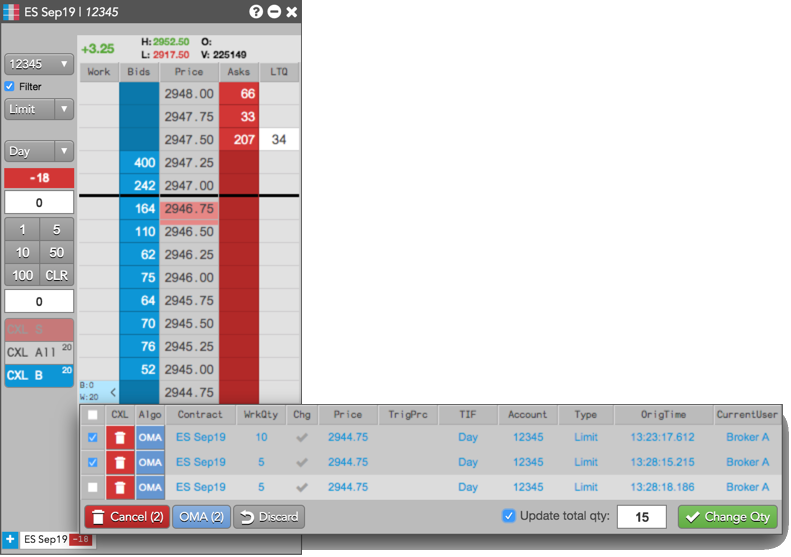 ES Sep19 | 12345
+3.25 H: 2952.50 O:
L: 2917.50 V: 225149
Work Bids Price Asks LTQ
12345
Filter
Limit
Day
-18
0
1 5
10 50
100 CLR
0
CXL S
CXL All 20
CXL B 20
2948.00 66
2947.75 33
2947.50 207 34
400 2947.25
242 2947.00
164 2946.75
110 2946.50
62 2946.25
75 2946.00
64 2945.75
70 2945.50
76 2945.25
52 2945.00
B:0
W:20 < 2944.75
CXL Algo Contract WrkQty Chg Price TrigPrc TIF Account Type OrigTime CurrentUser
OMA ES Sep19 10 2944.75 Day 12345 Limit 13:23:17.612 Broker A
OMA ES Sep19 5 2944.75 Day 12345 Limit 13:28:15.215 Broker A
OMA ES Sep19 5 2944.75 Day 12345 Limit 13:28:18.186 Broker A
Cancel (2) OMA (2) Discard Update total qty: 15 Change Qty
+ ES Sep19 -18